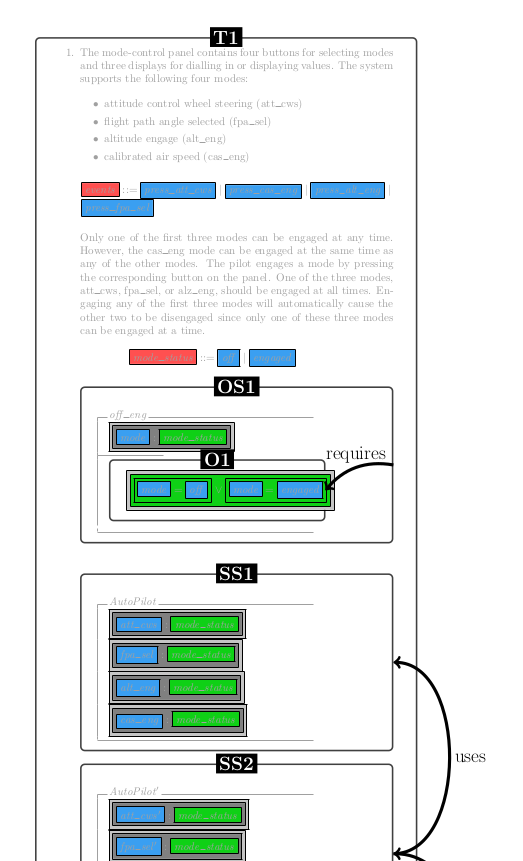 T1
1. The mode-control panel contains four buttons for selecting modes
and three displays for dialling in or displaying values. The system
supports the following four modes:
• attitude control wheel steering (att_cws)
• flight path angle selected (fpa_sel)
• altitude engage (alt_eng)
• calibrated air speed (cas_eng)
events ::= press_att_cws | press_cas_eng | press_alt_eng |
press_fpa_sel
Only one of the first three modes can be engaged at any time.
However, the cas_eng mode can be engaged at the same time as
any of the other modes. The pilot engages a mode by pressing
the corresponding button on the panel. One of the three modes,
att_cws, fpa_sel, or alz_eng, should be engaged at all times. En-
gaging any of the first three modes will automatically cause the
other two to be disengaged since only one of these three modes
can be engaged at a time.
mode_status ::= off | engaged
OS1
off_eng
mode : mode_status
O1
requires
mode = off ∨ mode = engaged
SS1
AutoPilot
att_cws : mode_status
fpa_sel : mode_status
alt_eng : mode_status
cas_eng : mode_status
uses
SS2
AutoPilot′
att_cws′ : mode_status
fpa_sel′ : mode_status